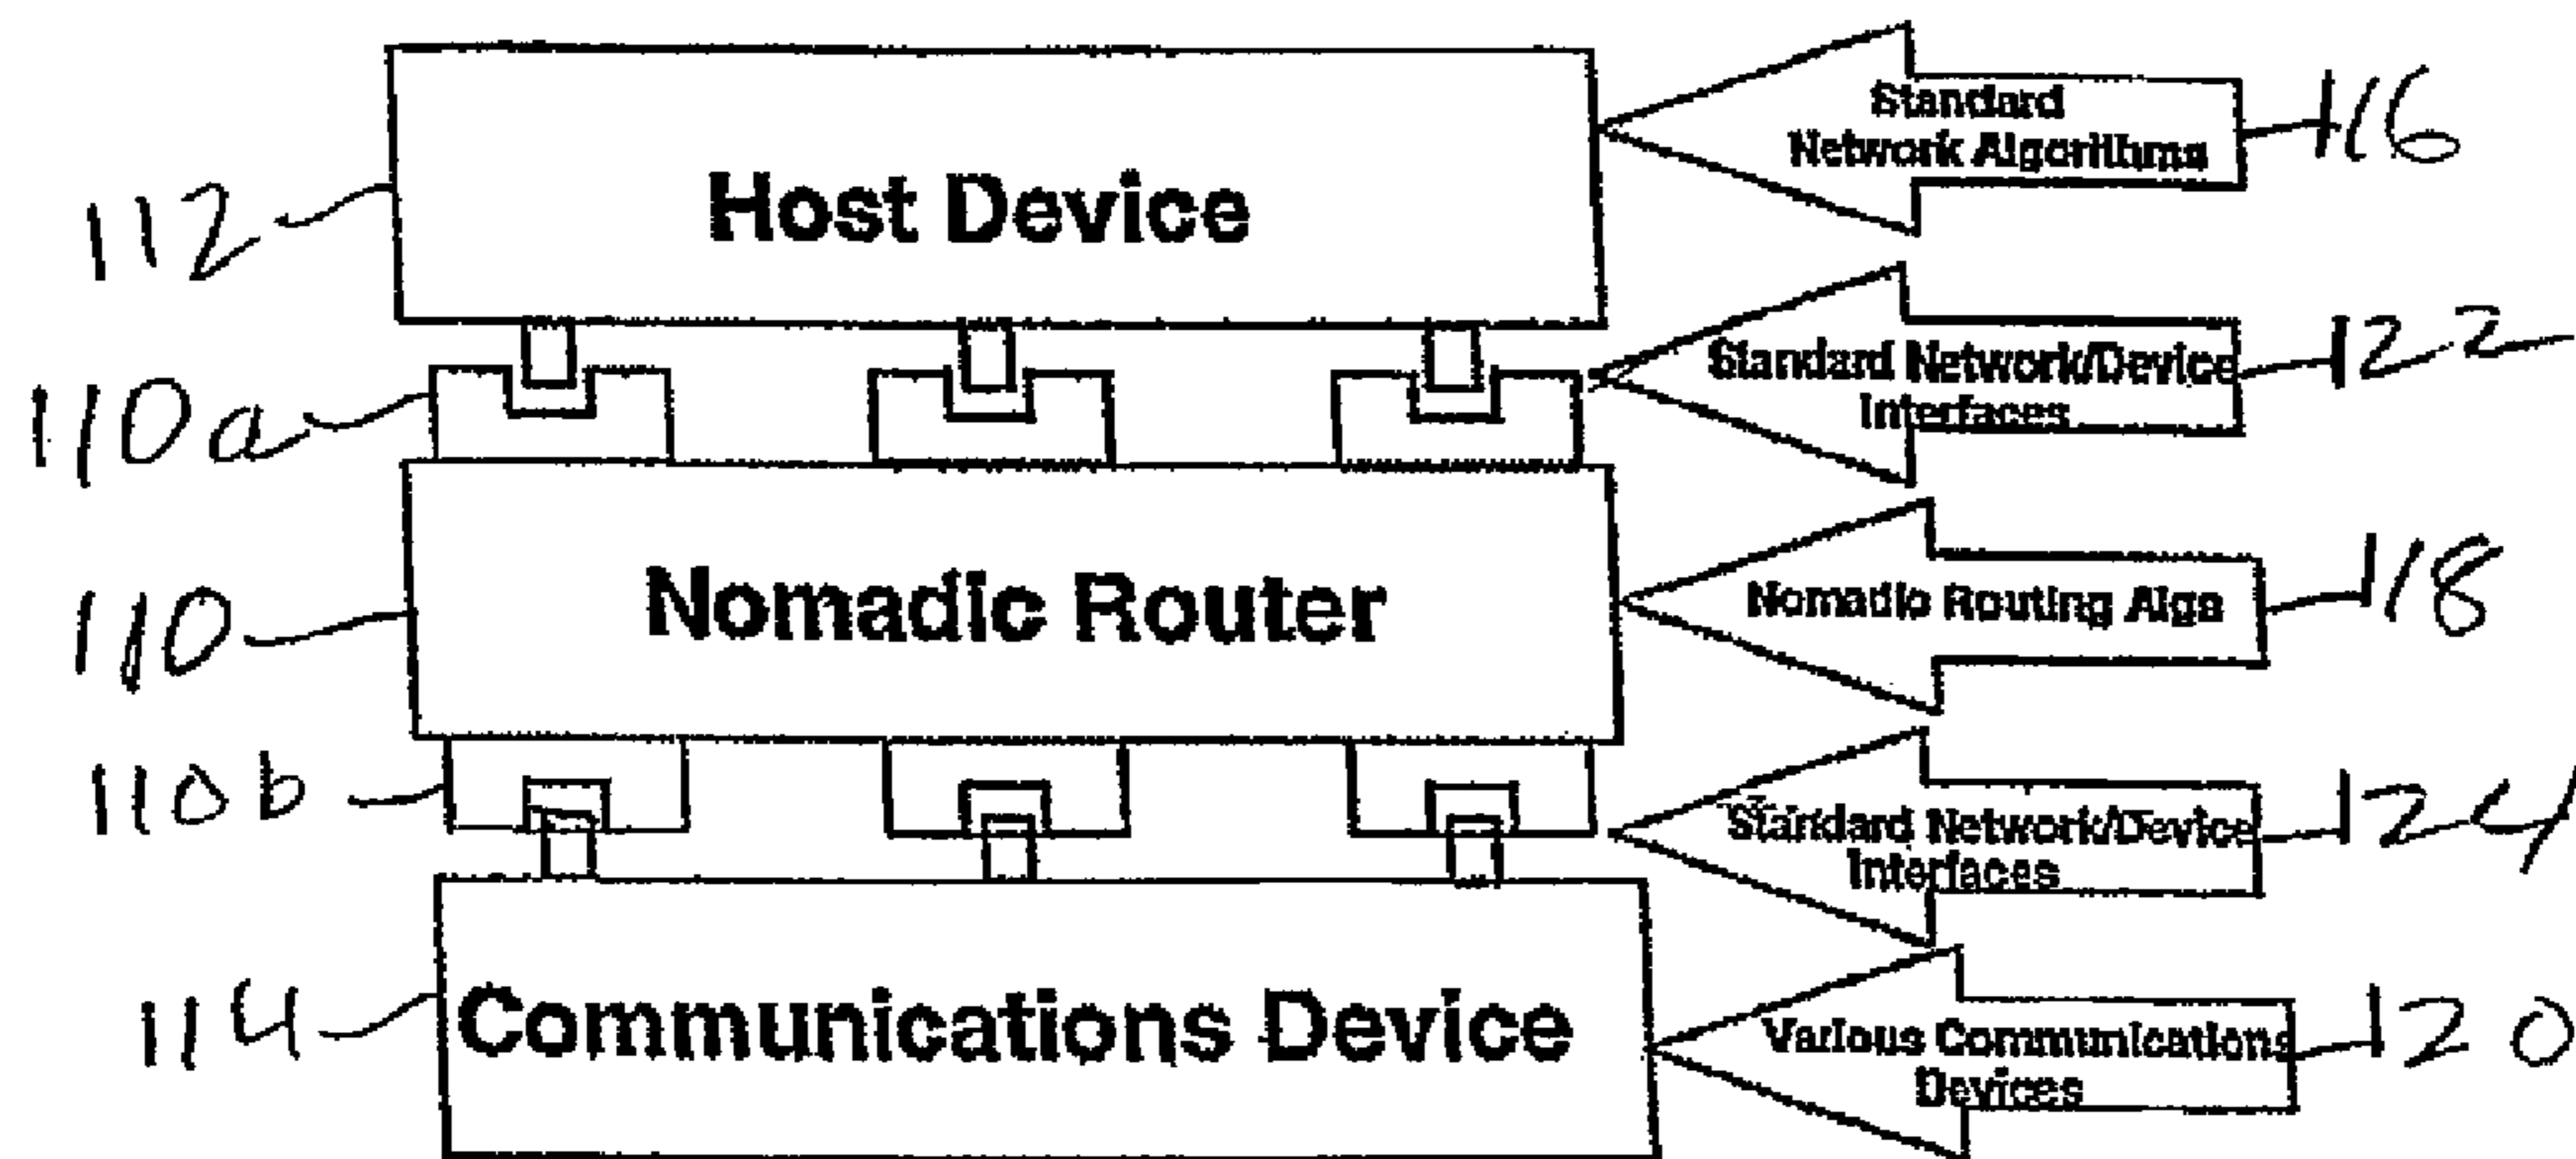 Standard
Network Algorithms
116
Host Device
112
Standard Network/Device
Interfaces
122
110a
Nomadic Router
110
Nomadic Routing Algs
118
110b
Standard Network/Device
Interfaces
124
Communications Device
114
Various Communications
Devices
120